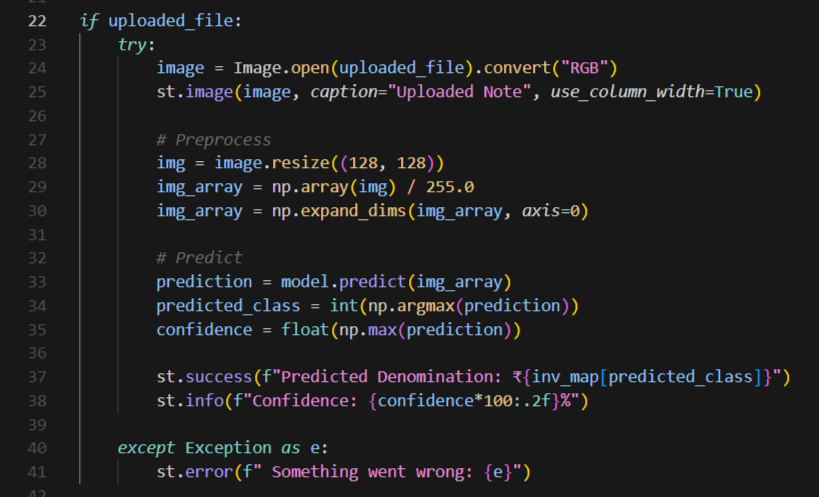 22 if uploaded_file:
23 try:
24 image = Image.open(uploaded_file).convert("RGB")
25 st.image(image, caption="Uploaded Note", use_column_width=True)
26
27 # Preprocess
28 img = image.resize((128, 128))
29 img_array = np.array(img) / 255.0
30 img_array = np.expand_dims(img_array, axis=0)
31
32 # Predict
33 prediction = model.predict(img_array)
34 predicted_class = int(np.argmax(prediction))
35 confidence = float(np.max(prediction))
36
37 st.success(f"Predicted Denomination: ₹{inv_map[predicted_class]}")
38 st.info(f"Confidence: {confidence*100:.2f}%")
39
40 except Exception as e:
41 st.error(f" Something went wrong: {e}")